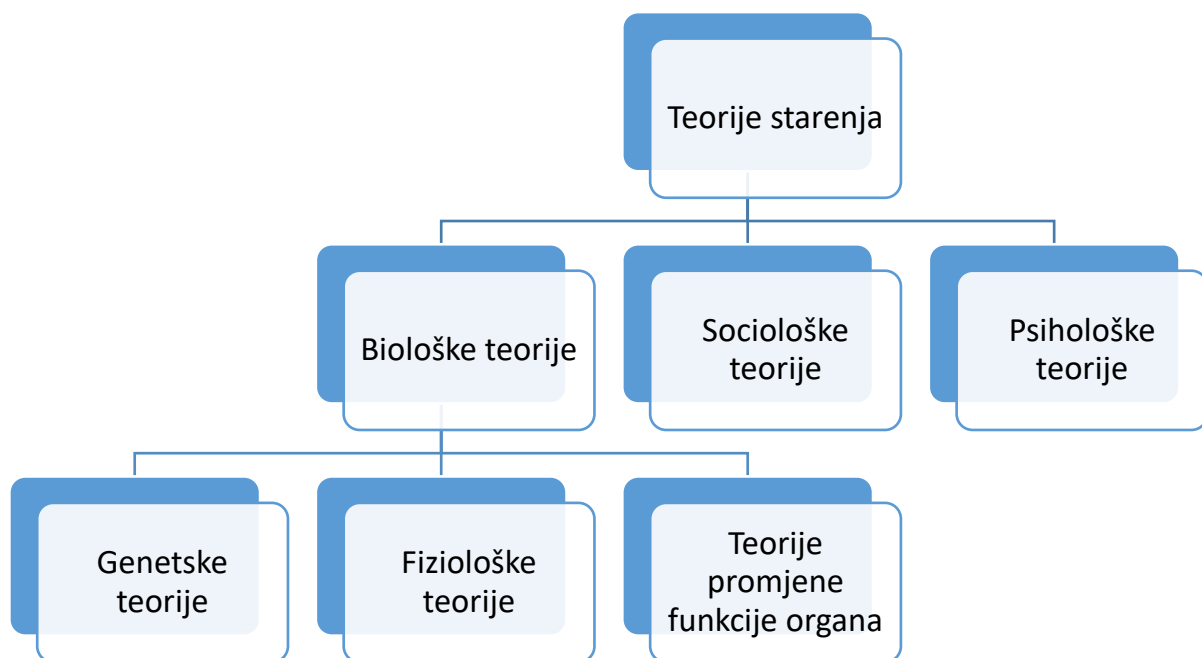 Teorije starenja
Biološke teorije
Sociološke
teorije
Psihološke
teorije
Genetske
teorije
Fiziološke
teorije
Teorije
promjene
funkcije organa